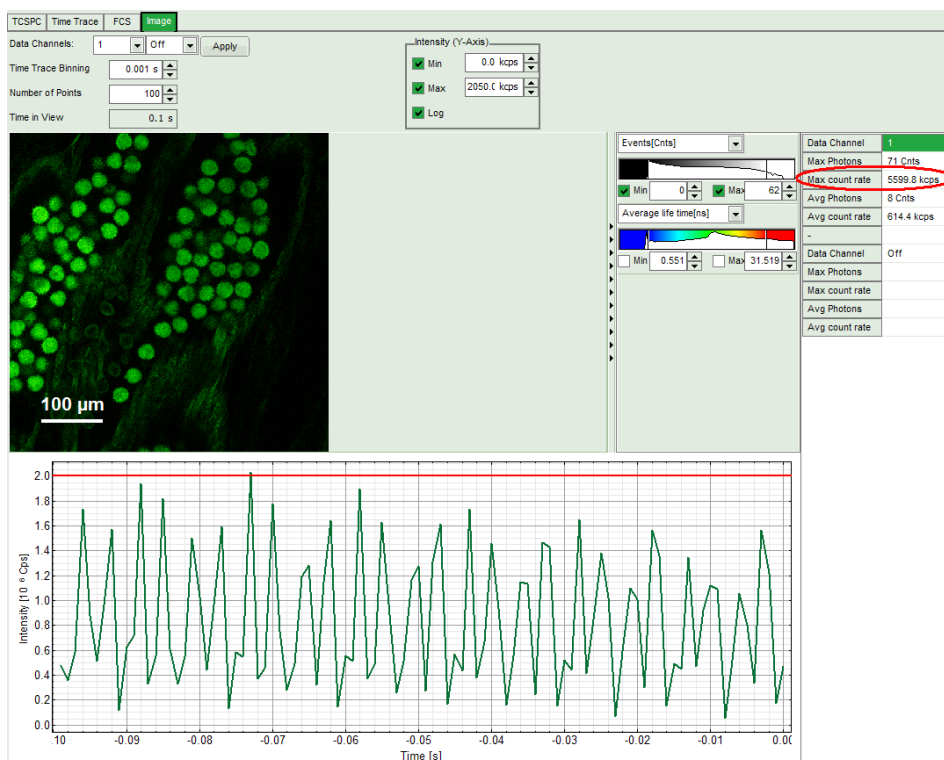 TCSPC Time Trace FCS Image
Data Channels: 1 Off Apply
Time Trace Binning 0.001 s
Number of Points 100
Time in View 0.1 s
Intensity (Y-Axis)
Min 0.0 kcps
Max 2050.( kcps
Log
100 µm
Events[Cnts]
Min 0 Max 62
Average life time[ns]
Min 0.551 Max 31.519
Data Channel 1
Max Photons 71 Cnts
Max count rate 5599.8 kcps
Avg Photons 8 Cnts
Avg count rate 614.4 kcps
-
Data Channel Off
Max Photons
Max count rate
Avg Photons
Avg count rate
Intensity [10 6 Cps]
2.0
1.8
1.6
1.4
1.2
1.0
0.8
0.6
0.4
0.2
0.0
.10 -0.09 -0.08 -0.07 -0.06 -0.05 -0.04 -0.03 -0.02 -0.01 0.00
Time [s]